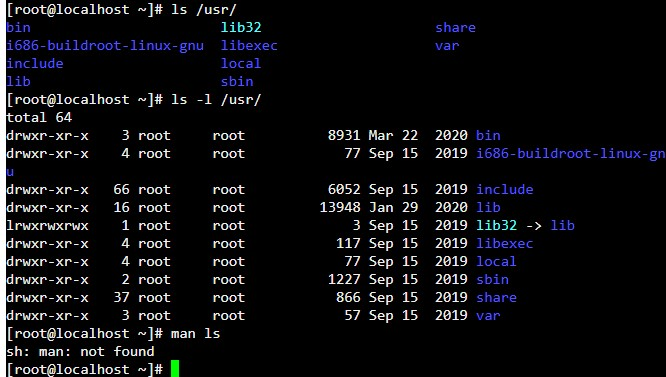 [root@localhost ~]# ls /usr/
bin                       lib32                     share
i686-buildroot-linux-gnu  libexec                   var
include                   local
lib                       sbin
[root@localhost ~]# ls -l /usr/
total 64
drwxr-xr-x    3 root     root          8931 Mar 22  2020 bin
drwxr-xr-x    4 root     root            77 Sep 15  2019 i686-buildroot-linux-gn
u
drwxr-xr-x   66 root     root          6052 Sep 15  2019 include
drwxr-xr-x   16 root     root         13948 Jan 29  2020 lib
lrwxrwxrwx    1 root     root             3 Sep 15  2019 lib32 -> lib
drwxr-xr-x    4 root     root           117 Sep 15  2019 libexec
drwxr-xr-x    4 root     root            77 Sep 15  2019 local
drwxr-xr-x    2 root     root          1227 Sep 15  2019 sbin
drwxr-xr-x   37 root     root           866 Sep 15  2019 share
drwxr-xr-x    3 root     root            57 Sep 15  2019 var
[root@localhost ~]# man ls
sh: man: not found
[root@localhost ~]#